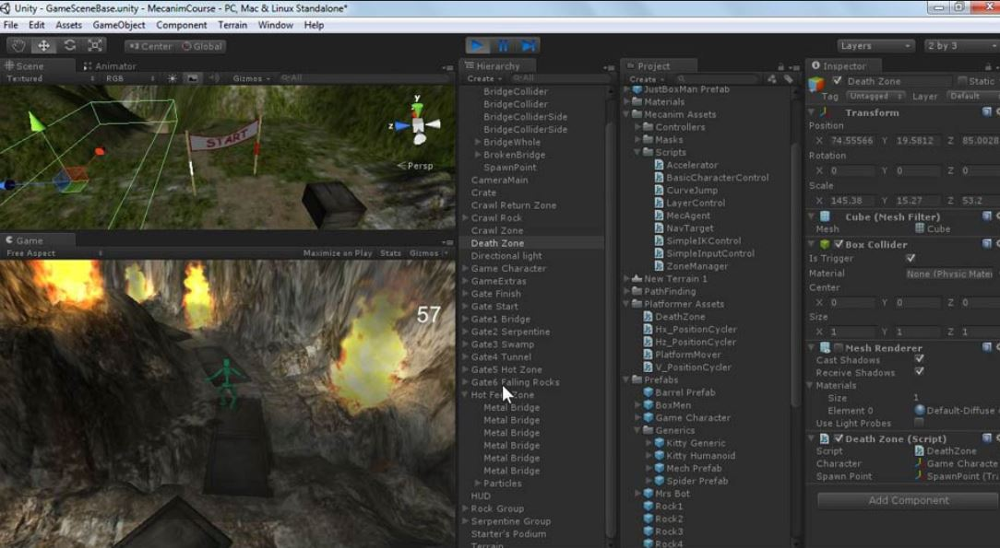 Unity - GameSceneBase.unity - MecanimCourse - PC, Mac & Linux Standalone*
File Edit Assets GameObject Component Terrain Window Help
Center Global Layers 2 by 3
Scene Animator
Textured RGB Gizmos All
START
y
z
Persp
Game
Free Aspect Maximize on Play Stats Gizmos
57
Hierarchy
Create All
BridgeCollider
BridgeCollider
BridgeColliderSide
BridgeColliderSide
BridgeWhole
BrokenBridge
SpawnPoint
CameraMain
Crate
Crawl Return Zone
Crawl Rock
Crawl Zone
Death Zone
Directional light
Game Character
GameExtras
Gate Finish
Gate Start
Gate1 Bridge
Gate2 Serpentine
Gate3 Swamp
Gate4 Tunnel
Gate5 Hot Zone
Gate6 Falling Rocks
Hot Zone
Metal Bridge
Metal Bridge
Metal Bridge
Metal Bridge
Metal Bridge
Metal Bridge
Particles
HUD
Rock Group
Serpentine Group
Starter's Podium
Terrain
Project
Create
JustBoxMan Prefab
Materials
Mecanim Assets
Controllers
Masks
Scripts
Accelerator
BasicCharacterControl
CurveJump
LayerControl
MecAgent
NavTarget
SimpleIKControl
SimpleInputControl
ZoneManager
New Terrain 1
PathFinding
Platformer Assets
DeathZone
Hx_PositionCycler
Hz_PositionCycler
PlatformMover
V_PositionCycler
Prefabs
Barrel Prefab
BoxMen
Game Character
Generics
Kitty Generic
Kitty Humanoid
Mech Prefab
Spider Prefab
Mrs Bot
Rock1
Rock2
Rock3
Rock4
Inspector
Death Zone Static
Tag Untagged Layer Default
Transform
Position
X 74.55566 Y 19.5812 Z 85.0028
Rotation
X 0 Y 0 Z 0
Scale
X 145.38 Y 15.27 Z 53.2
Cube (Mesh Filter)
Mesh Cube
Box Collider
Is Trigger
Material None (Physic Mater
Center
X 0 Y 0 Z 0
Size
X 1 Y 1 Z 1
Mesh Renderer
Cast Shadows
Receive Shadows
Materials
Size 1
Element 0 Default-Diffuse
Use Light Probes
Death Zone (Script)
Script DeathZone
Character Game Characte
Spawn Point SpawnPoint (Tra
Add Component